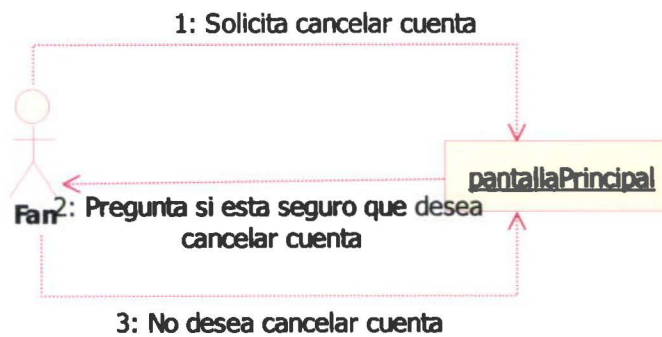 1: Solicita cancelar cuenta
pantallaPrincipal
Fan
2: Pregunta si esta seguro que desea
cancelar cuenta
3: No desea cancelar cuenta